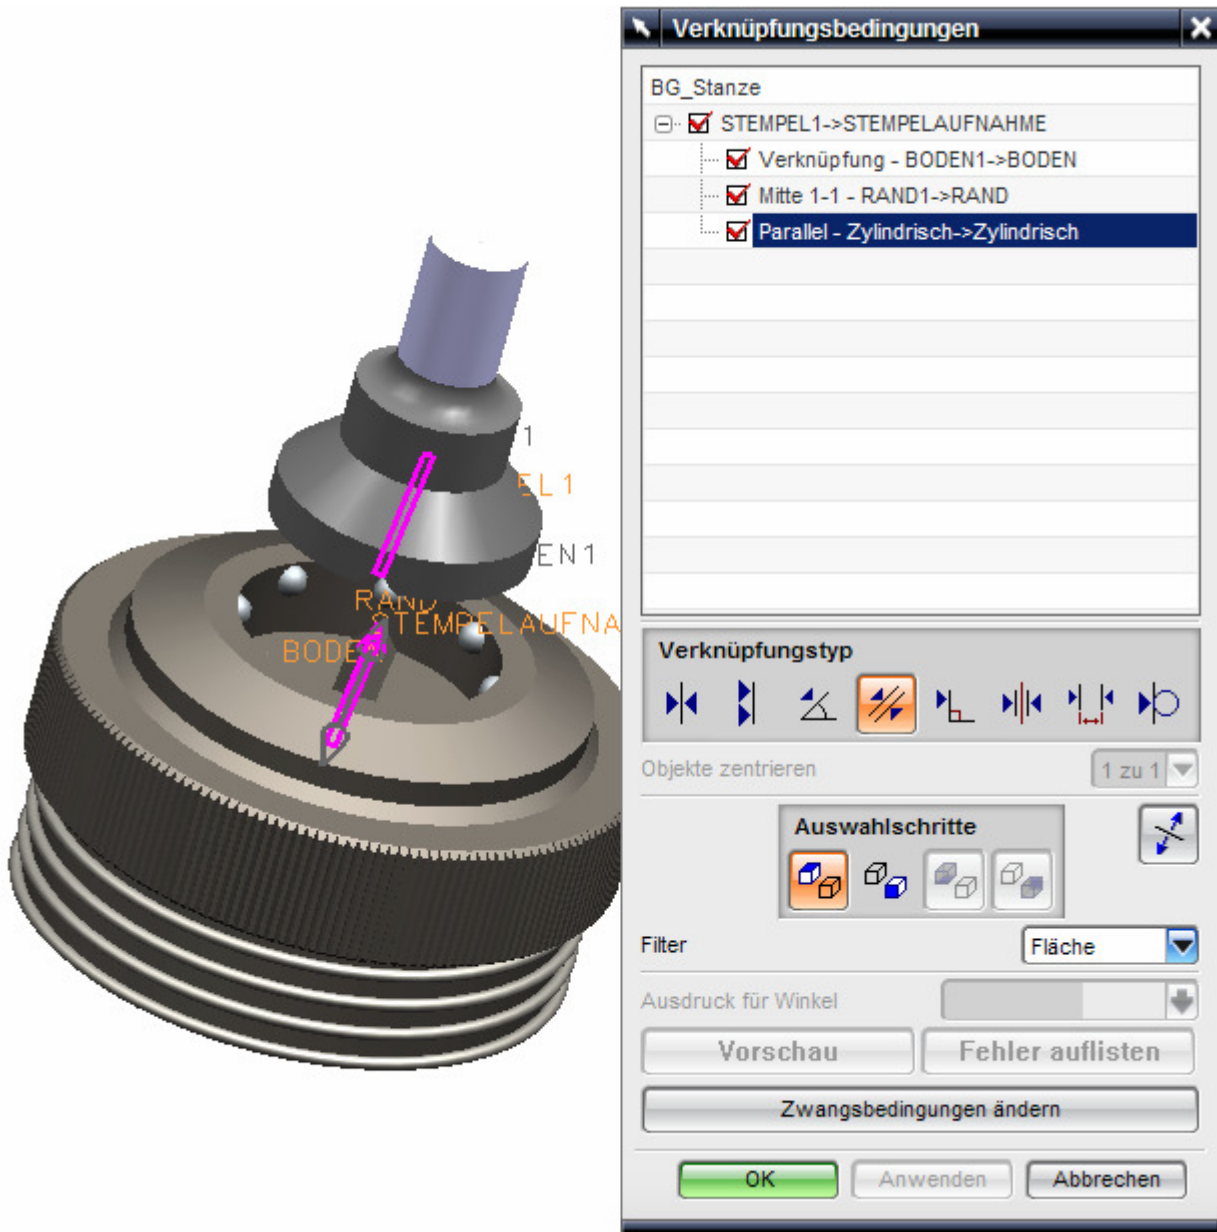 Verknüpfungsbedingungen
BG_Stanze
STEMPEL1->STEMPELAUFNAHME
Verknüpfung - BODEN1->BODEN
Mitte 1-1 - RAND1->RAND
Parallel - Zylindrisch->Zylindrisch
1
EL1
EN1
RAND
STEMPELAUFNA
BODEN
Verknüpfungstyp
Objekte zentrieren
1 zu 1
Auswahlschritte
Filter
Fläche
Ausdruck für Winkel
Vorschau
Fehler auflisten
Zwangsbedingungen ändern
OK
Anwenden
Abbrechen